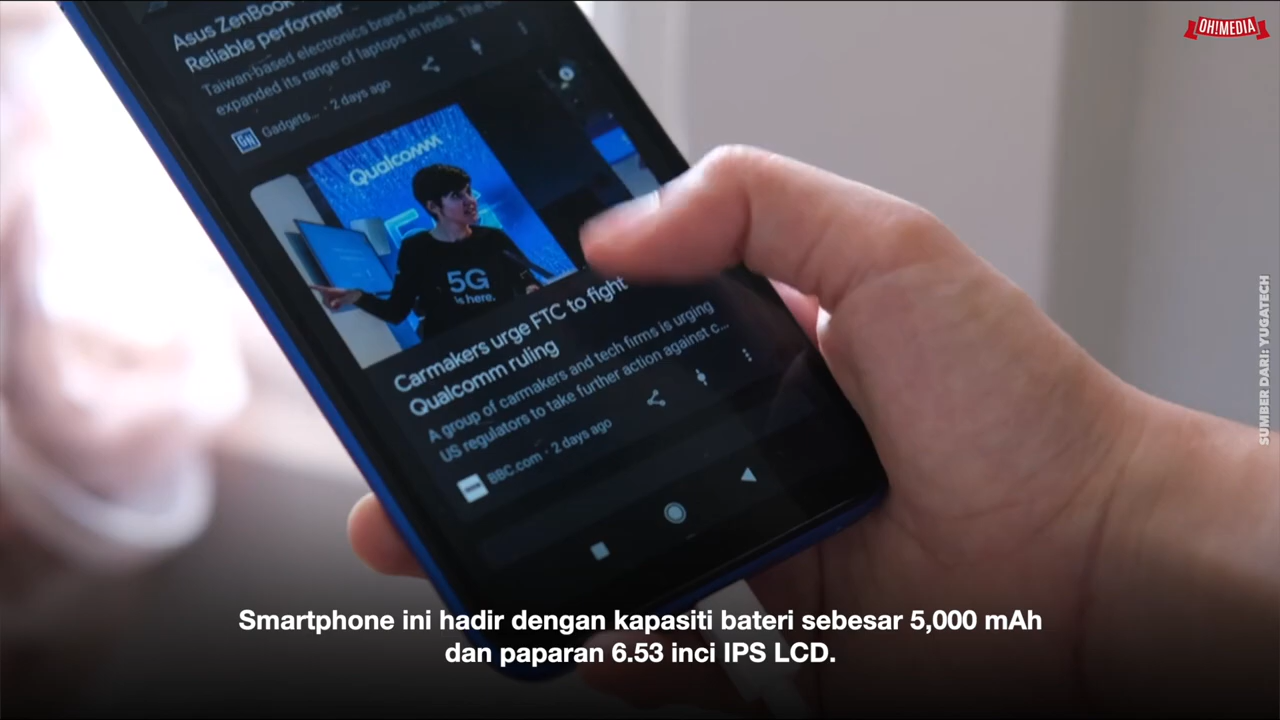 OH!MEDIA
Asus ZenBook
Reliable performer
Taiwan-based electronics brand Asus
expanded its range of laptops in India. The
GN Gadgets... · 2 days ago
Qualcomm
5G
is here.
Carmakers urge FTC to fight
Qualcomm ruling
A group of carmakers and tech firms is urging
US regulators to take further action against c...
BBC.com · 2 days ago
SUMBER DARI: YUGATECH
Smartphone ini hadir dengan kapasiti bateri sebesar 5,000 mAh
dan paparan 6.53 inci IPS LCD.